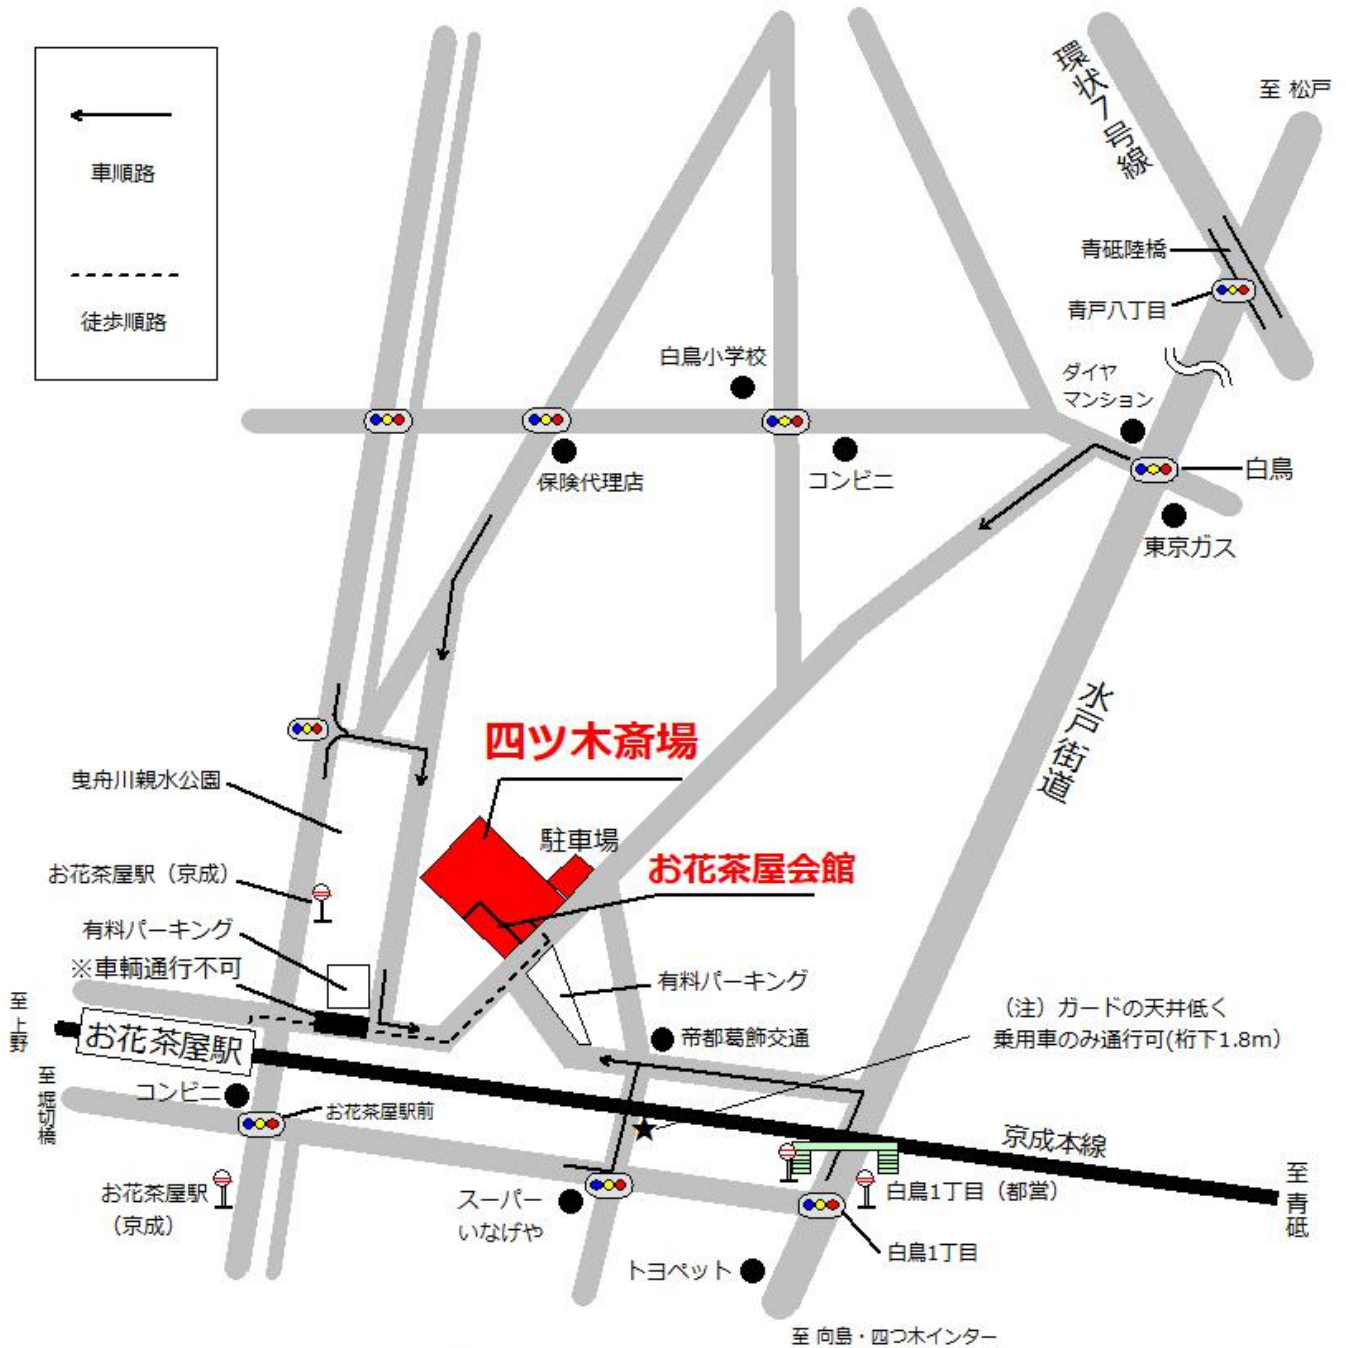 環状7号線
至 松戸
車順路
徒歩順路
青砥陸橋
青戸八丁目
白鳥小学校
ダイヤ
マンション
保険代理店
コンビニ
白鳥
東京ガス
水戸街道
四ツ木斎場
曳舟川親水公園
駐車場
お花茶屋会館
お花茶屋駅（京成）
有料パーキング
※車輌通行不可
有料パーキング
至 上野
お花茶屋駅
帝都葛飾交通
（注）ガードの天井低く
乗用車のみ通行可(桁下1.8m）
至 堀切橋
コンビニ
お花茶屋駅前
京成本線
至 青砥
お花茶屋駅
（京成）
スーパー
いなげや
白鳥1丁目（都営）
白鳥1丁目
トヨペット
至 向島・四つ木インター